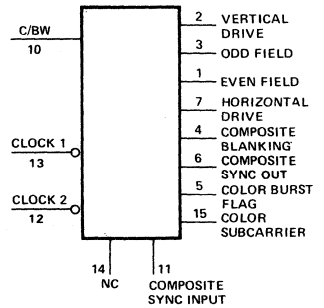 2 VERTICAL
DRIVE
C/BW
10
3 ODD FIELD
1 EVEN FIELD
7 HORIZONTAL
DRIVE
4 COMPOSITE
BLANKING
CLOCK 1
13
6 COMPOSITE
SYNC OUT
5 COLOR BURST
FLAG
CLOCK 2
12
15 COLOR
SUBCARRIER
14
NC
11
COMPOSITE
SYNC INPUT